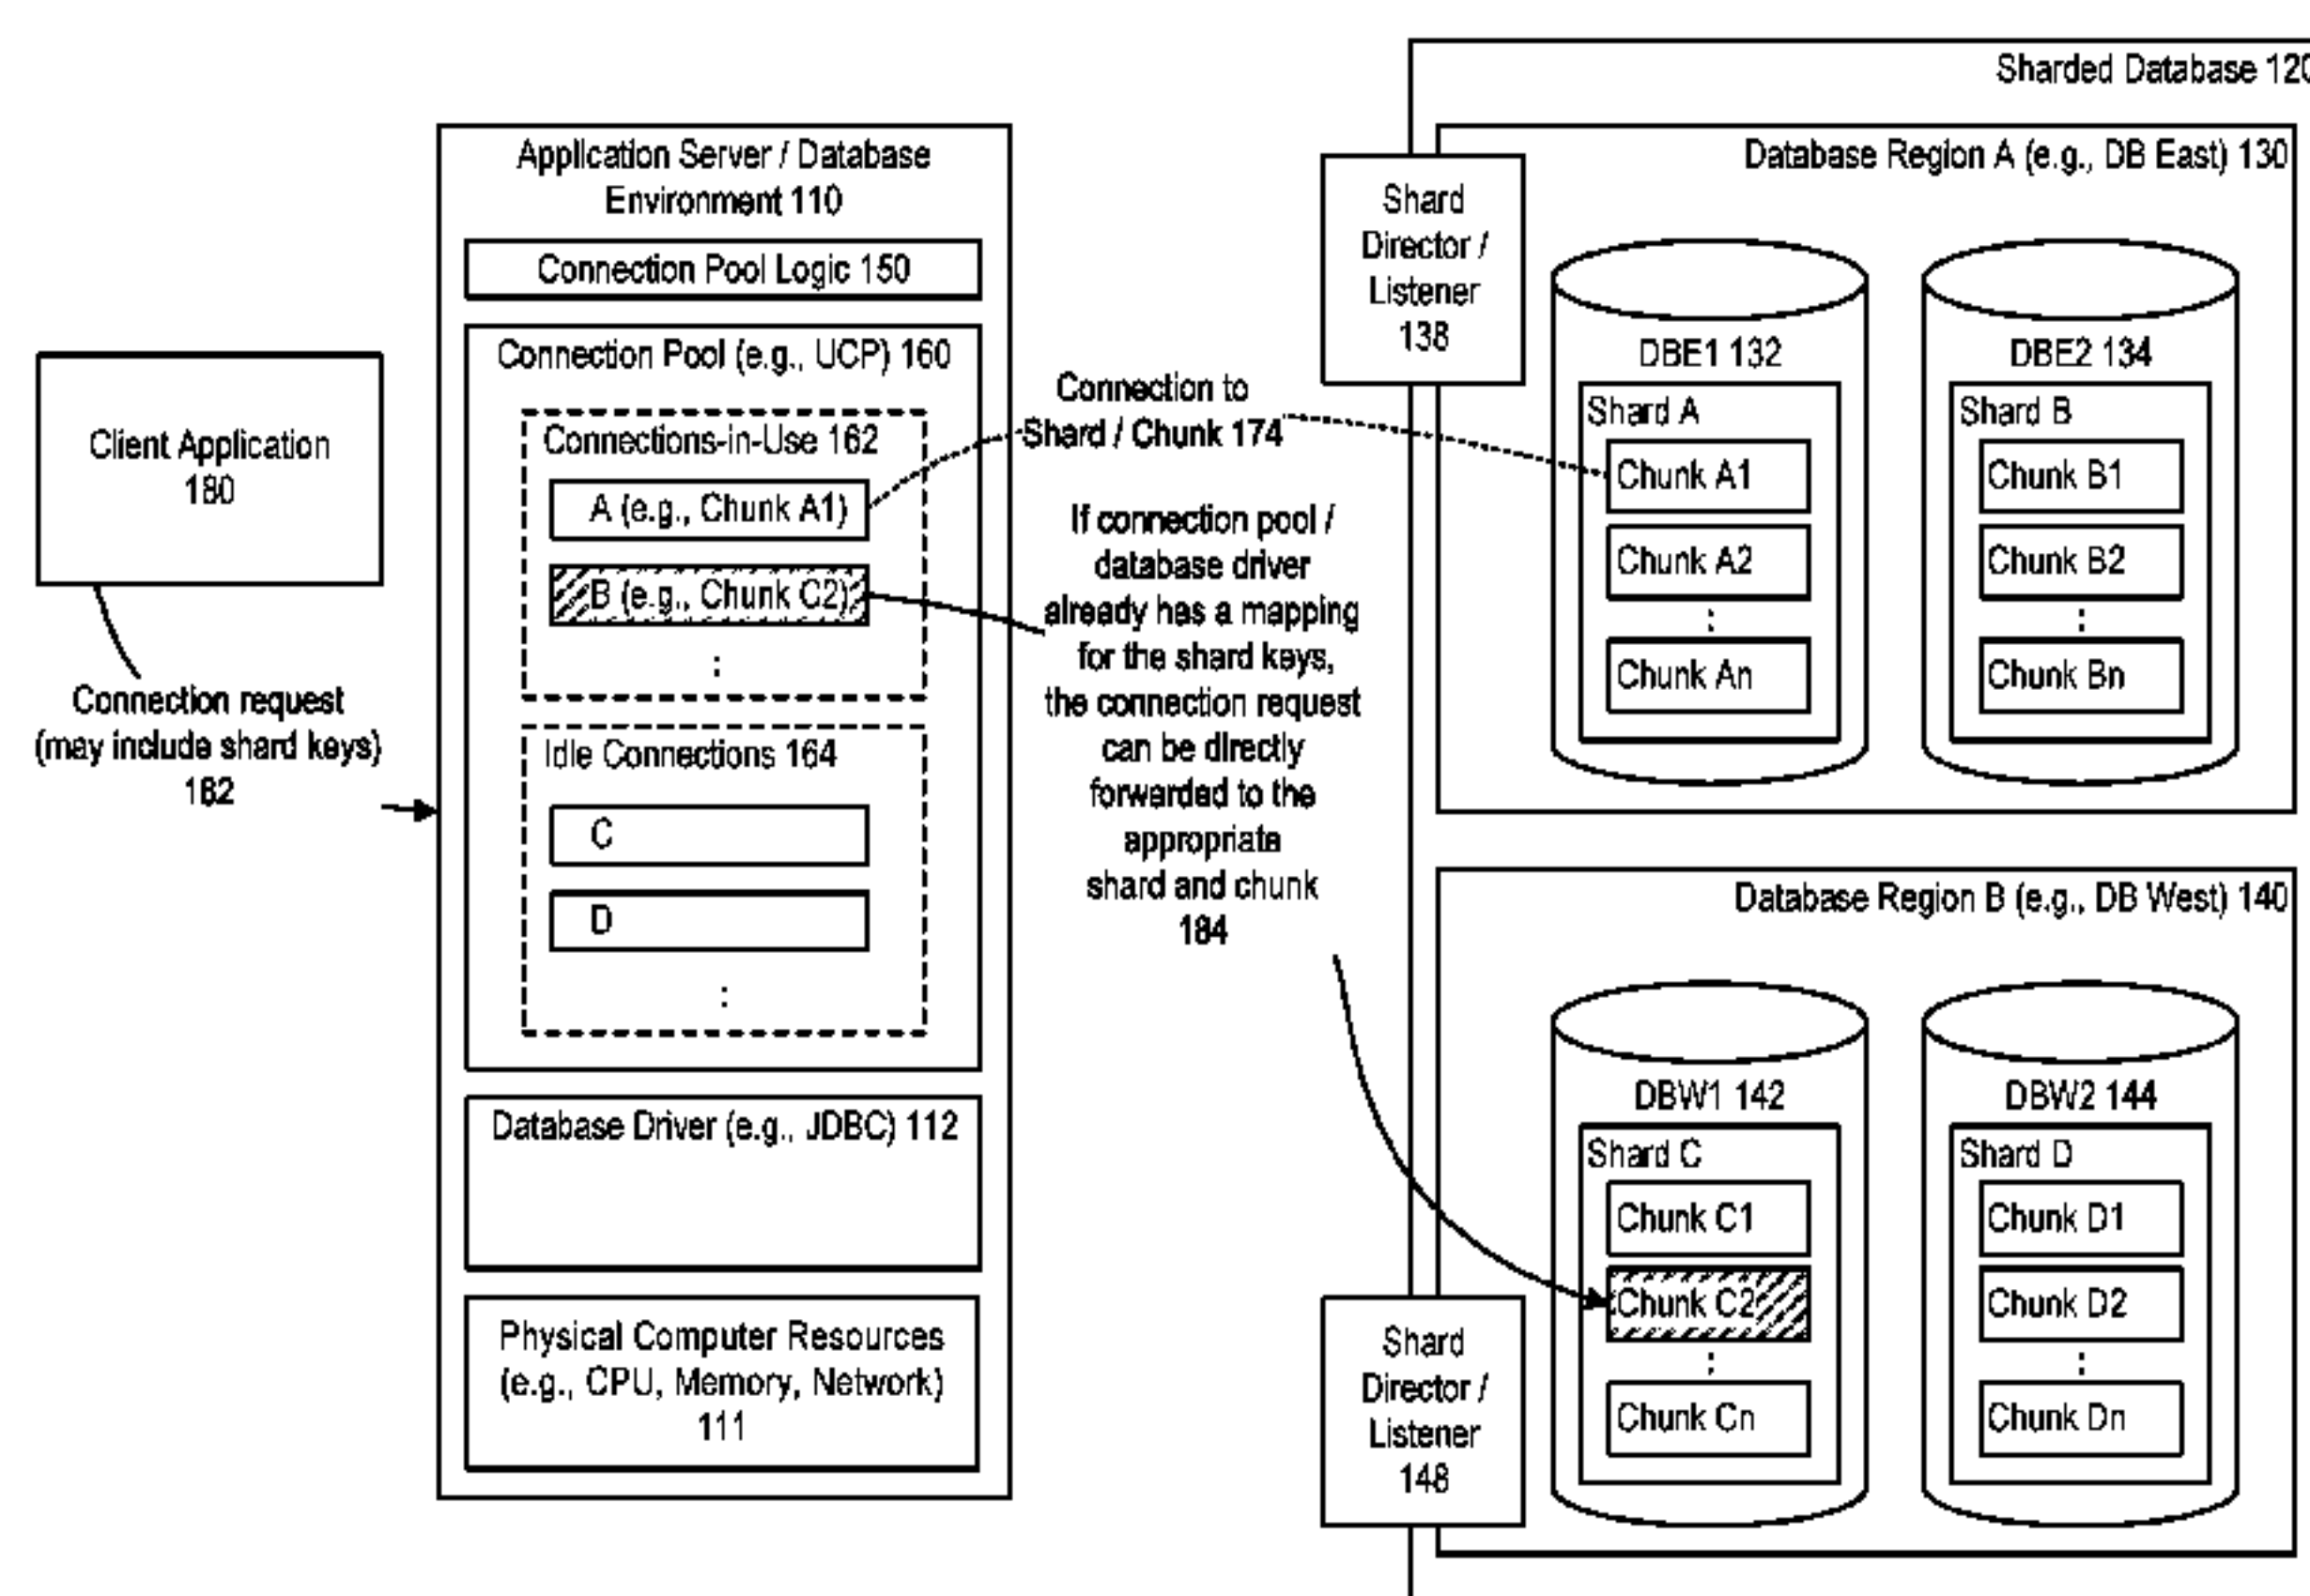 Sharded Database 120
Application Server / Database
Environment 110
Connection Pool Logic 150
Connection Pool (e.g., UCP) 160
Connections-in-Use 162
A (e.g., Chunk A1)
B (e.g., Chunk C2)
:
Idle Connections 164
C
D
:
Database Driver (e.g., JDBC) 112
Physical Computer Resources
(e.g., CPU, Memory, Network)
111
Client Application
180
Connection request
(may include shard keys)
182
Connection to
Shard / Chunk 174
If connection pool /
database driver
already has a mapping
for the shard keys,
the connection request
can be directly
forwarded to the
appropriate
shard and chunk
184
Shard
Director /
Listener
138
Database Region A (e.g., DB East) 130
DBE1 132
Shard A
Chunk A1
Chunk A2
:
Chunk An
DBE2 134
Shard B
Chunk B1
Chunk B2
:
Chunk Bn
Shard
Director /
Listener
148
Database Region B (e.g., DB West) 140
DBW1 142
Shard C
Chunk C1
Chunk C2
:
Chunk Cn
DBW2 144
Shard D
Chunk D1
Chunk D2
:
Chunk Dn